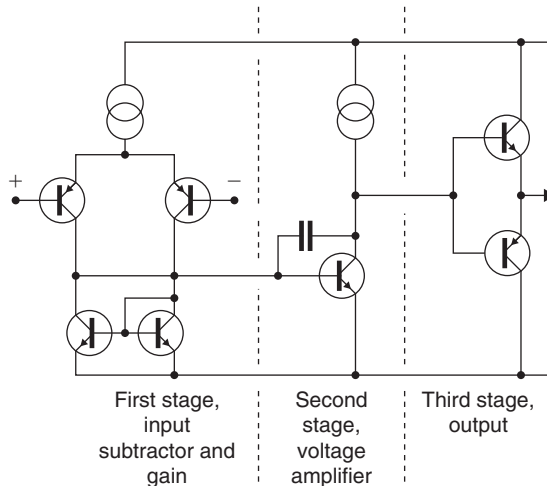 +
−
First stage,
input
subtractor and
gain
Second
stage,
voltage
amplifier
Third stage,
output